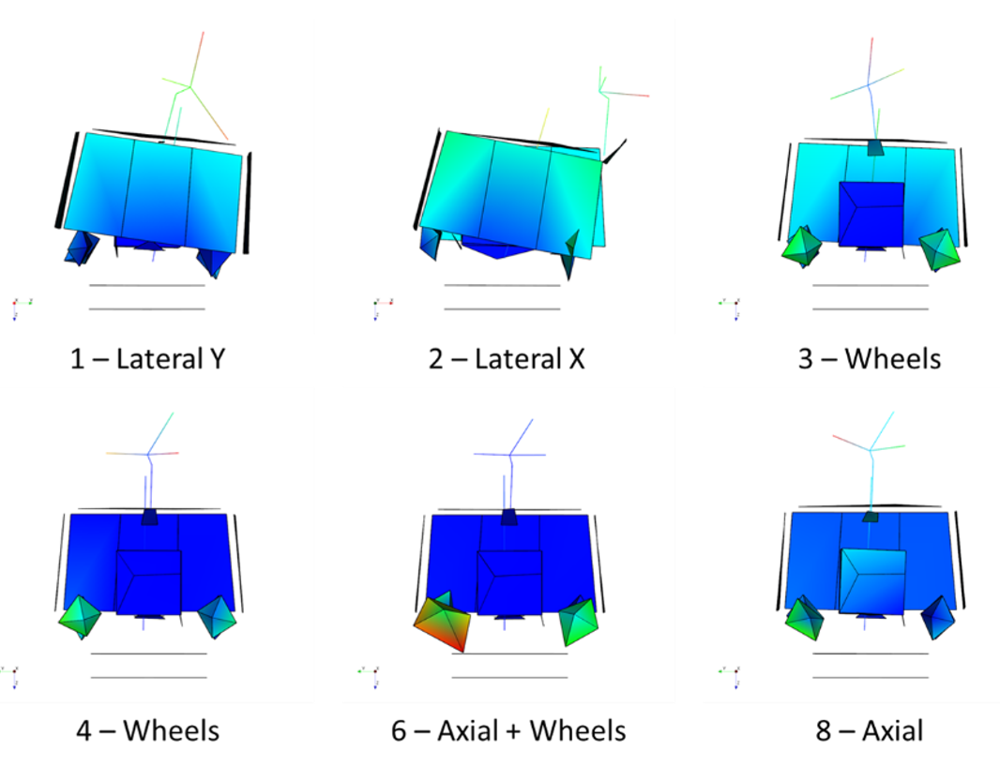 1 – Lateral Y
2 – Lateral X
3 – Wheels
4 – Wheels
6 – Axial + Wheels
8 – Axial